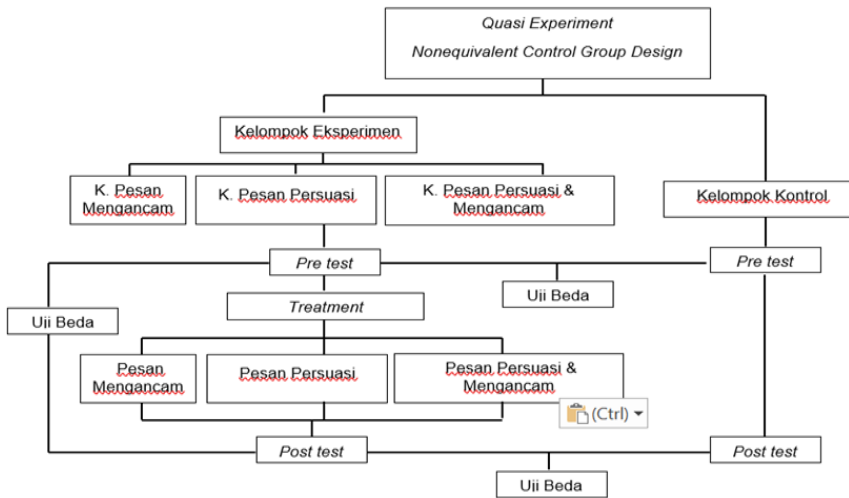 Quasi Experiment
Nonequivalent Control Group Design
Kelompok Eksperimen
K. Pesan
Mengancam
K. Pesan Persuasi
K. Pesan Persuasi &
Mengancam
Kelompok Kontrol
Pre test
Pre test
Uji Beda
Treatment
Uji Beda
Pesan
Mengancam
Pesan Persuasi
Pesan Persuasi &
Mengancam
(Ctrl)
Post test
Post test
Uji Beda